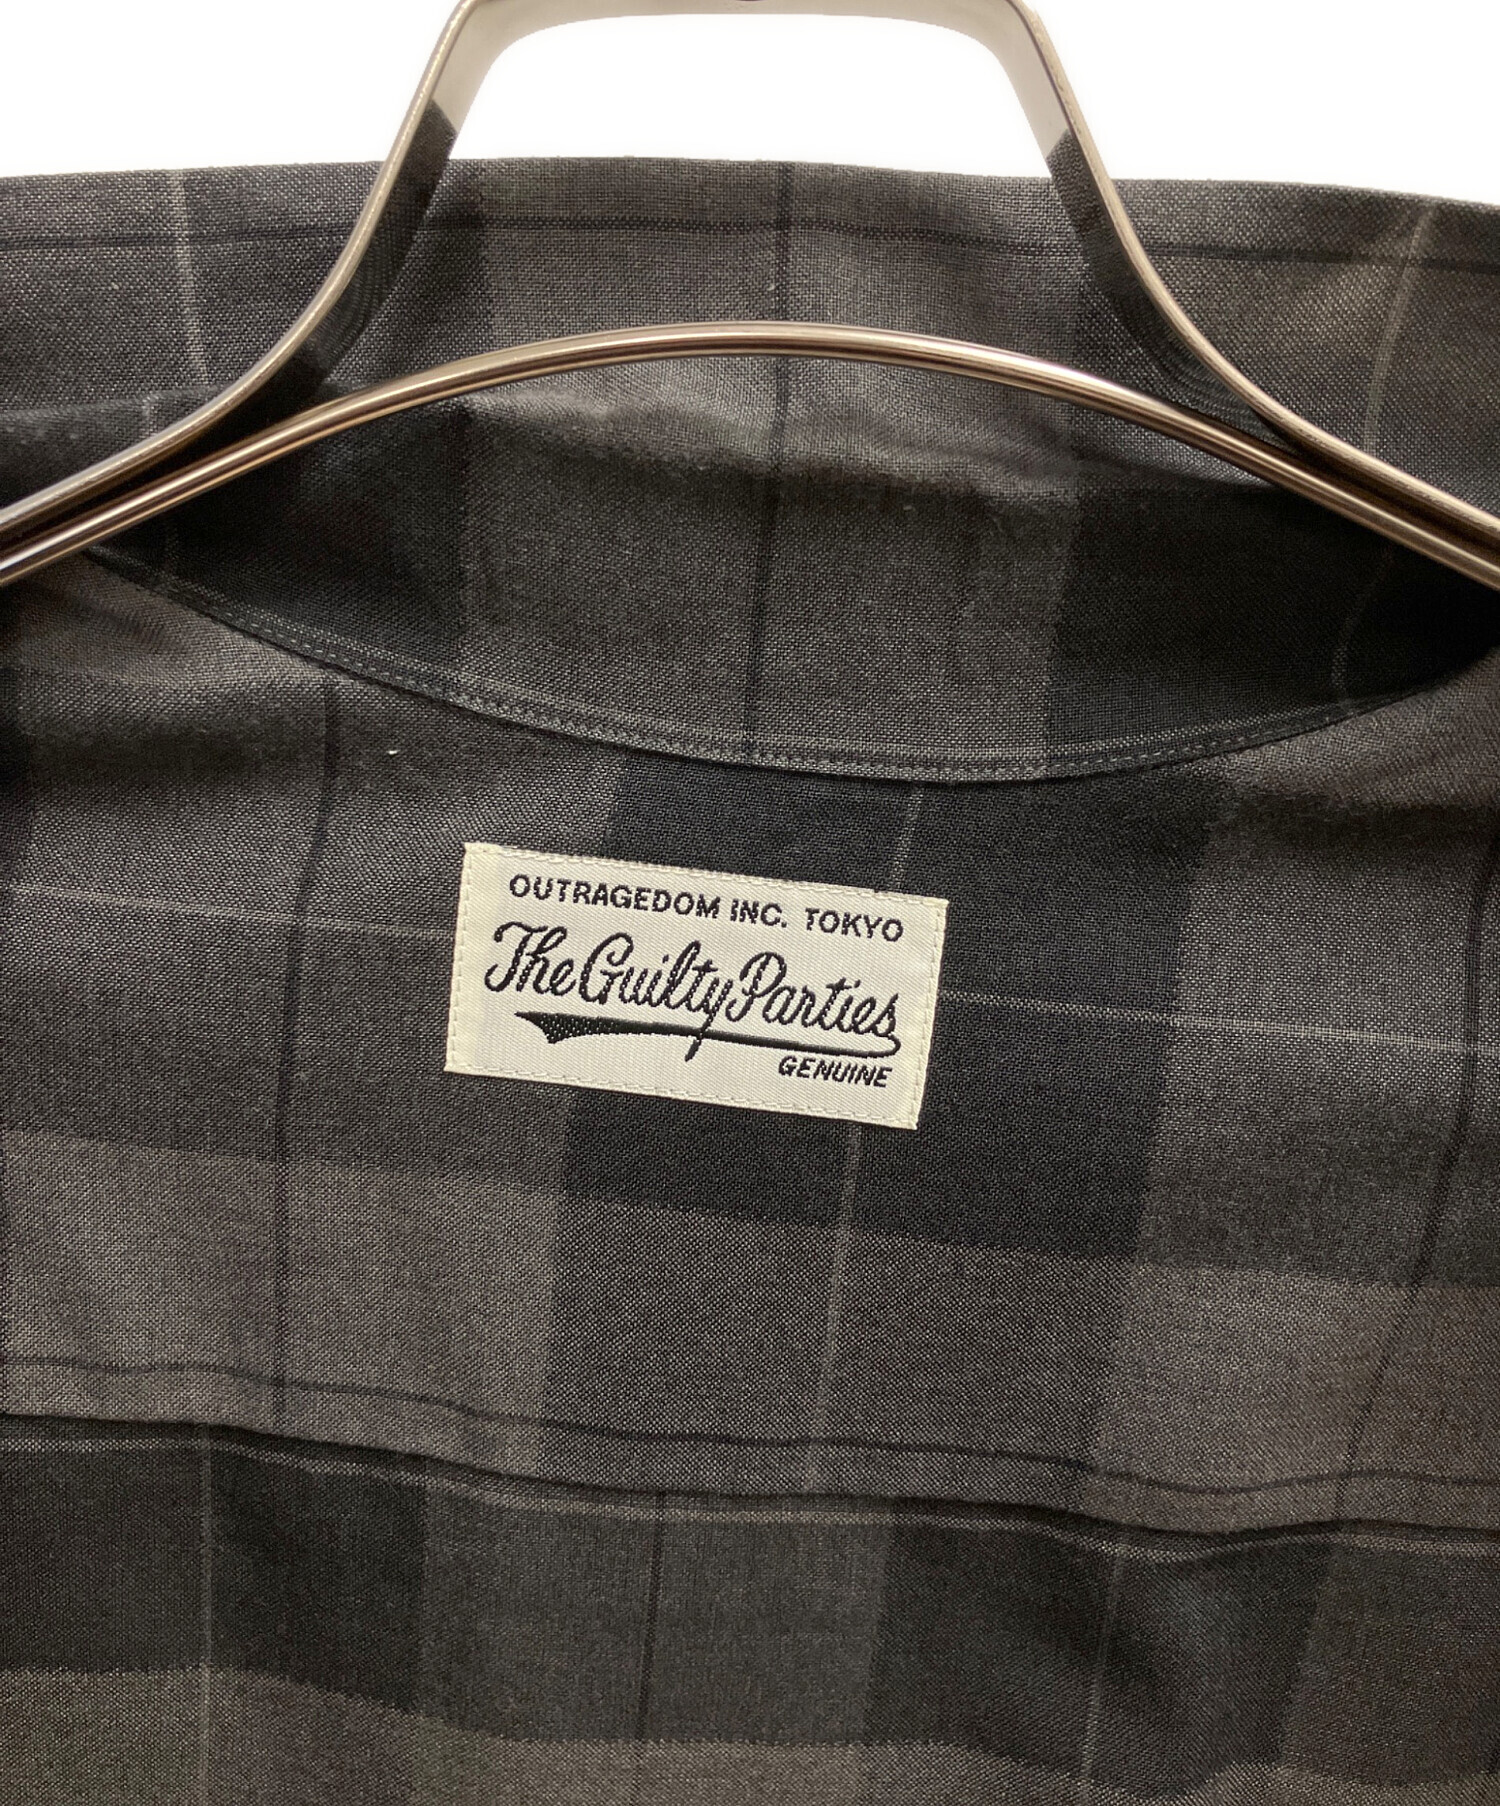 OUTRAGEDOM INC. TOKYO
The Guilty Parties
GENUINE